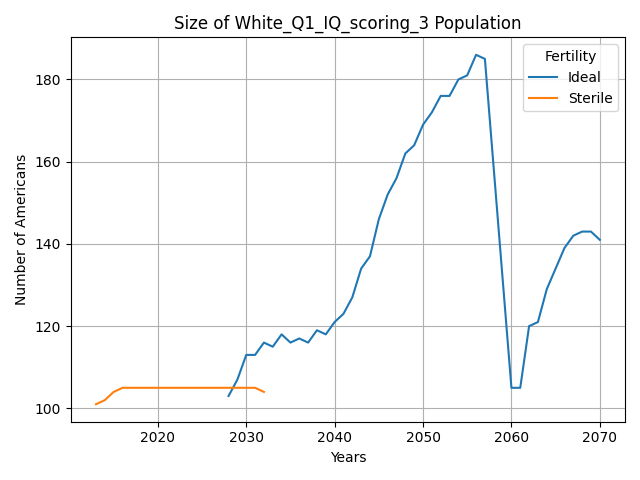 Size of White_Q1_IQ_scoring_3 Population
Number of Americans
180
160
140
120
100
Fertility
Ideal
Sterile
2020 2030 2040 2050 2060 2070
Years